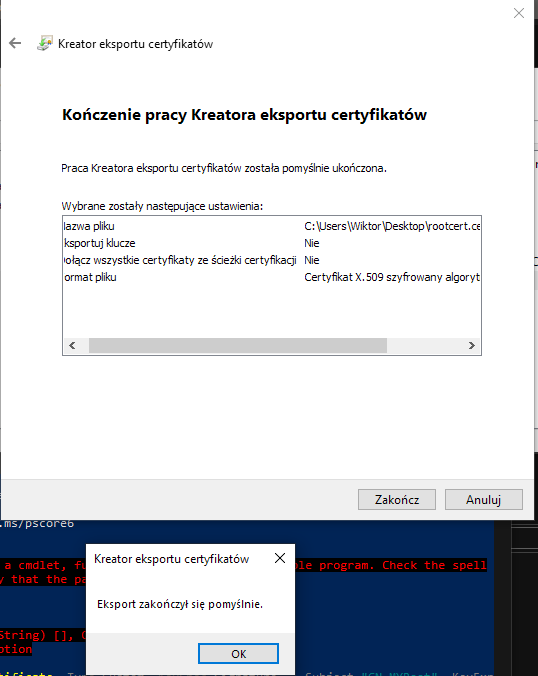 Kreator eksportu certyfikatów
Kończenie pracy Kreatora eksportu certyfikatów
Praca Kreatora eksportu certyfikatów została pomyślnie ukończona.
Wybrane zostały następujące ustawienia:
lazwa pliku C:\Users\Wiktor\Desktop\rootcert.ce
ksportuj klucze Nie
ołącz wszystkie certyfikaty ze ścieżki certyfikacji Nie
ormat pliku Certyfikat X.509 szyfrowany algoryt
Zakończ Anuluj
.ms/pscore6
Kreator eksportu certyfikatów
a cmdlet, fu le program. Check the spell
y that the pa
Eksport zakończył się pomyślnie.
String) [], C
ption
OK